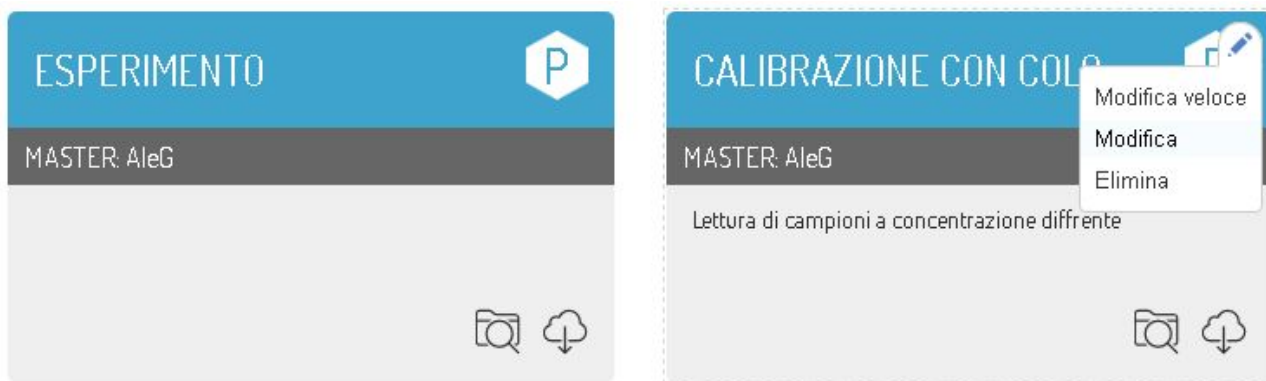 ESPERIMENTO
P
MASTER: AleG
CALIBRAZIONE CON COLO
MASTER: AleG
Lettura di campioni a concentrazione diffrente
Modifica veloce
Modifica
Elimina